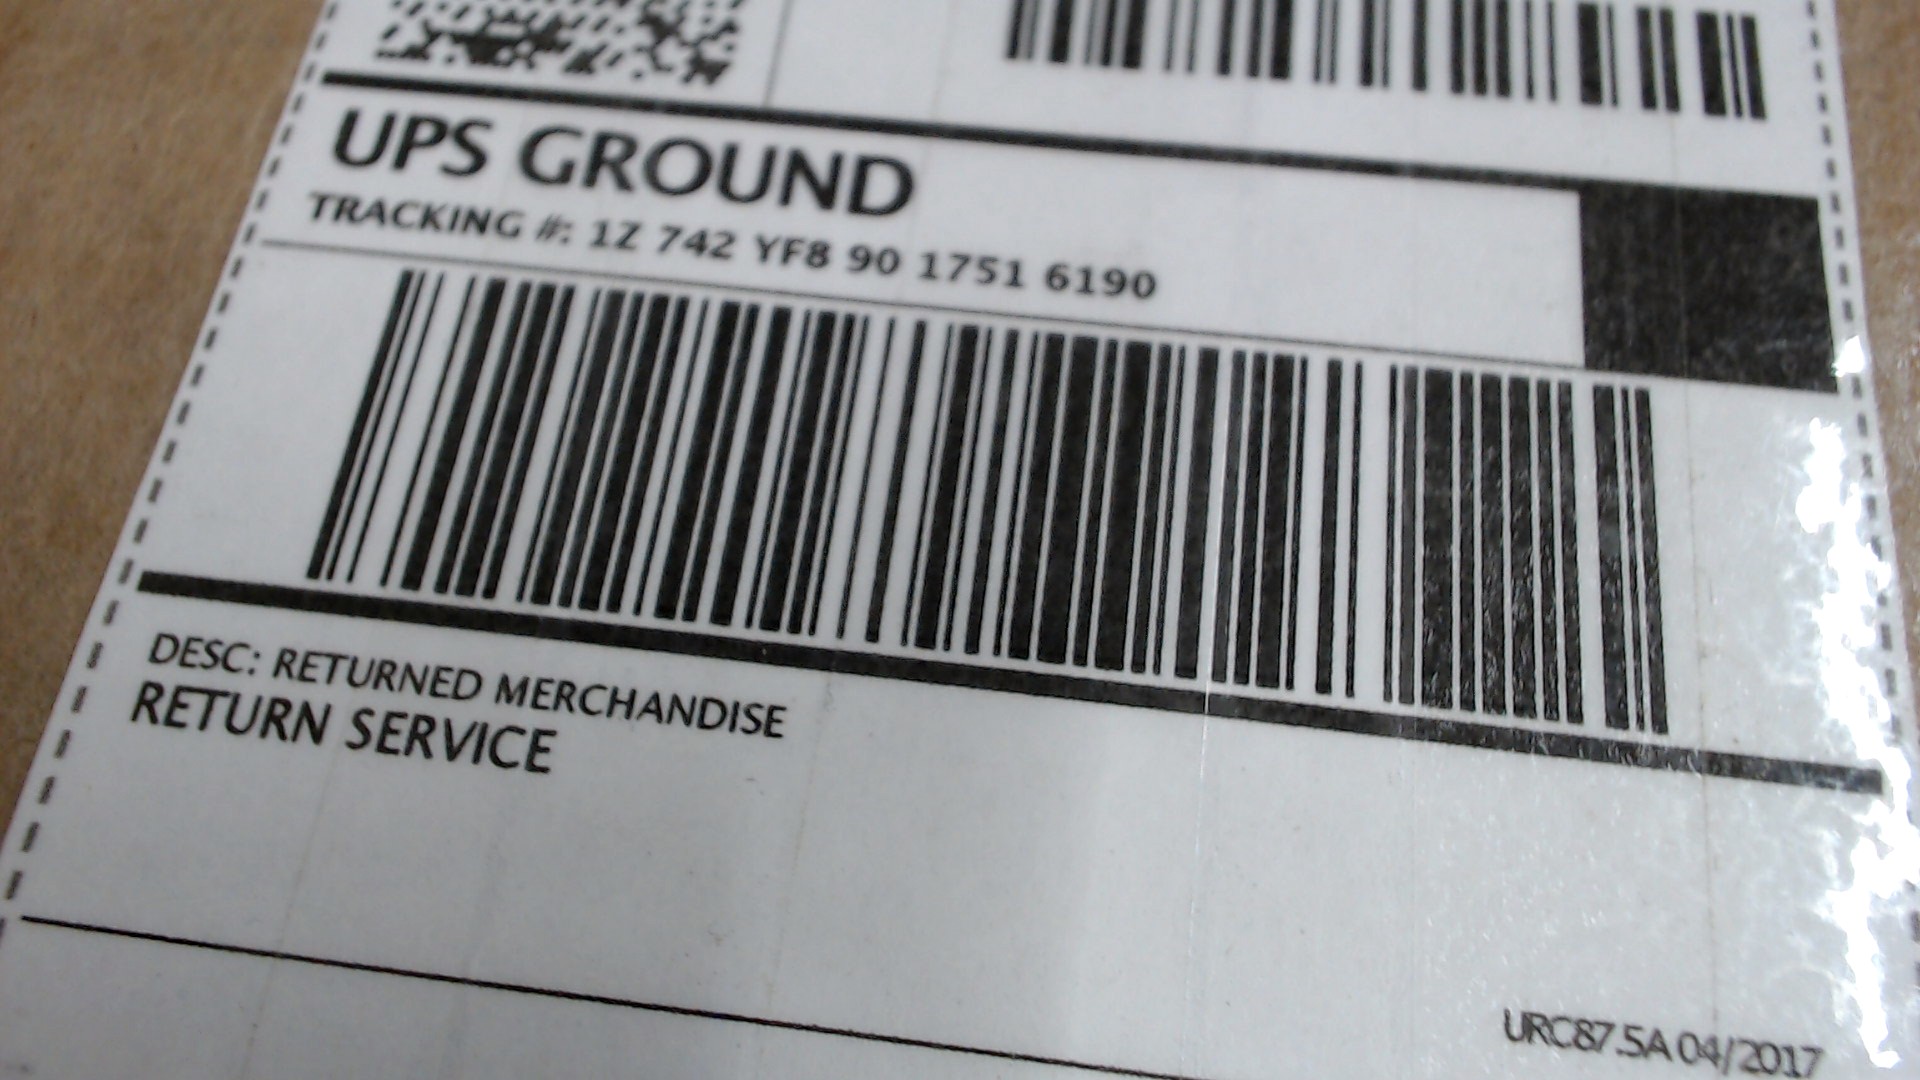 UPS GROUND
TRACKING #: 1Z 742 YF8 90 1751 6190
DESC: RETURNED MERCHANDISE
RETURN SERVICE
URC87.5A 04/2017